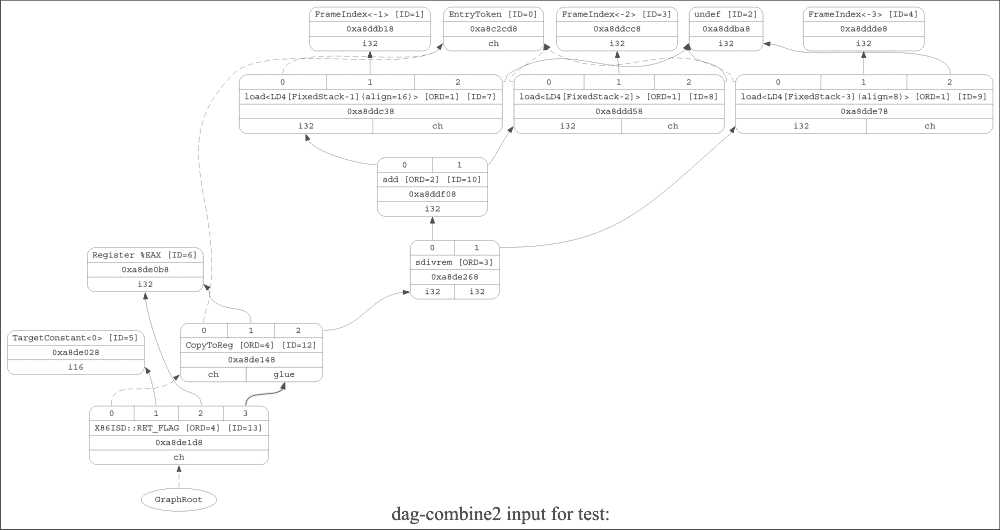 FrameIndex<-1> [ID=1]
0xa8ddb18
i32
EntryToken [ID=0]
0xa8c2cd8
ch
FrameIndex<-2> [ID=3]
0xa8ddcc8
i32
undef [ID=2]
0xa8ddba8
i32
FrameIndex<-3> [ID=4]
0xa8ddde8
i32
0 1 2
load<LD4[FixedStack-1](align=16)> [ORD=1] [ID=7]
0xa8ddc38
i32 ch
0 1 2
load<LD4[FixedStack-2]> [ORD=1] [ID=8]
0xa8ddd58
i32 ch
0 1 2
load<LD4[FixedStack-3](align=8)> [ORD=1] [ID=9]
0xa8dde78
i32 ch
0 1
add [ORD=2] [ID=10]
0xa8ddf08
i32
0 1
sdivrem [ORD=3]
0xa8de268
i32 i32
Register %EAX [ID=6]
0xa8de0b8
i32
0 1 2
CopyToReg [ORD=4] [ID=12]
0xa8de148
ch glue
TargetConstant<0> [ID=5]
0xa8de028
i16
0 1 2 3
X86ISD::RET_FLAG [ORD=4] [ID=13]
0xa8de1d8
ch
GraphRoot
dag-combine2 input for test: